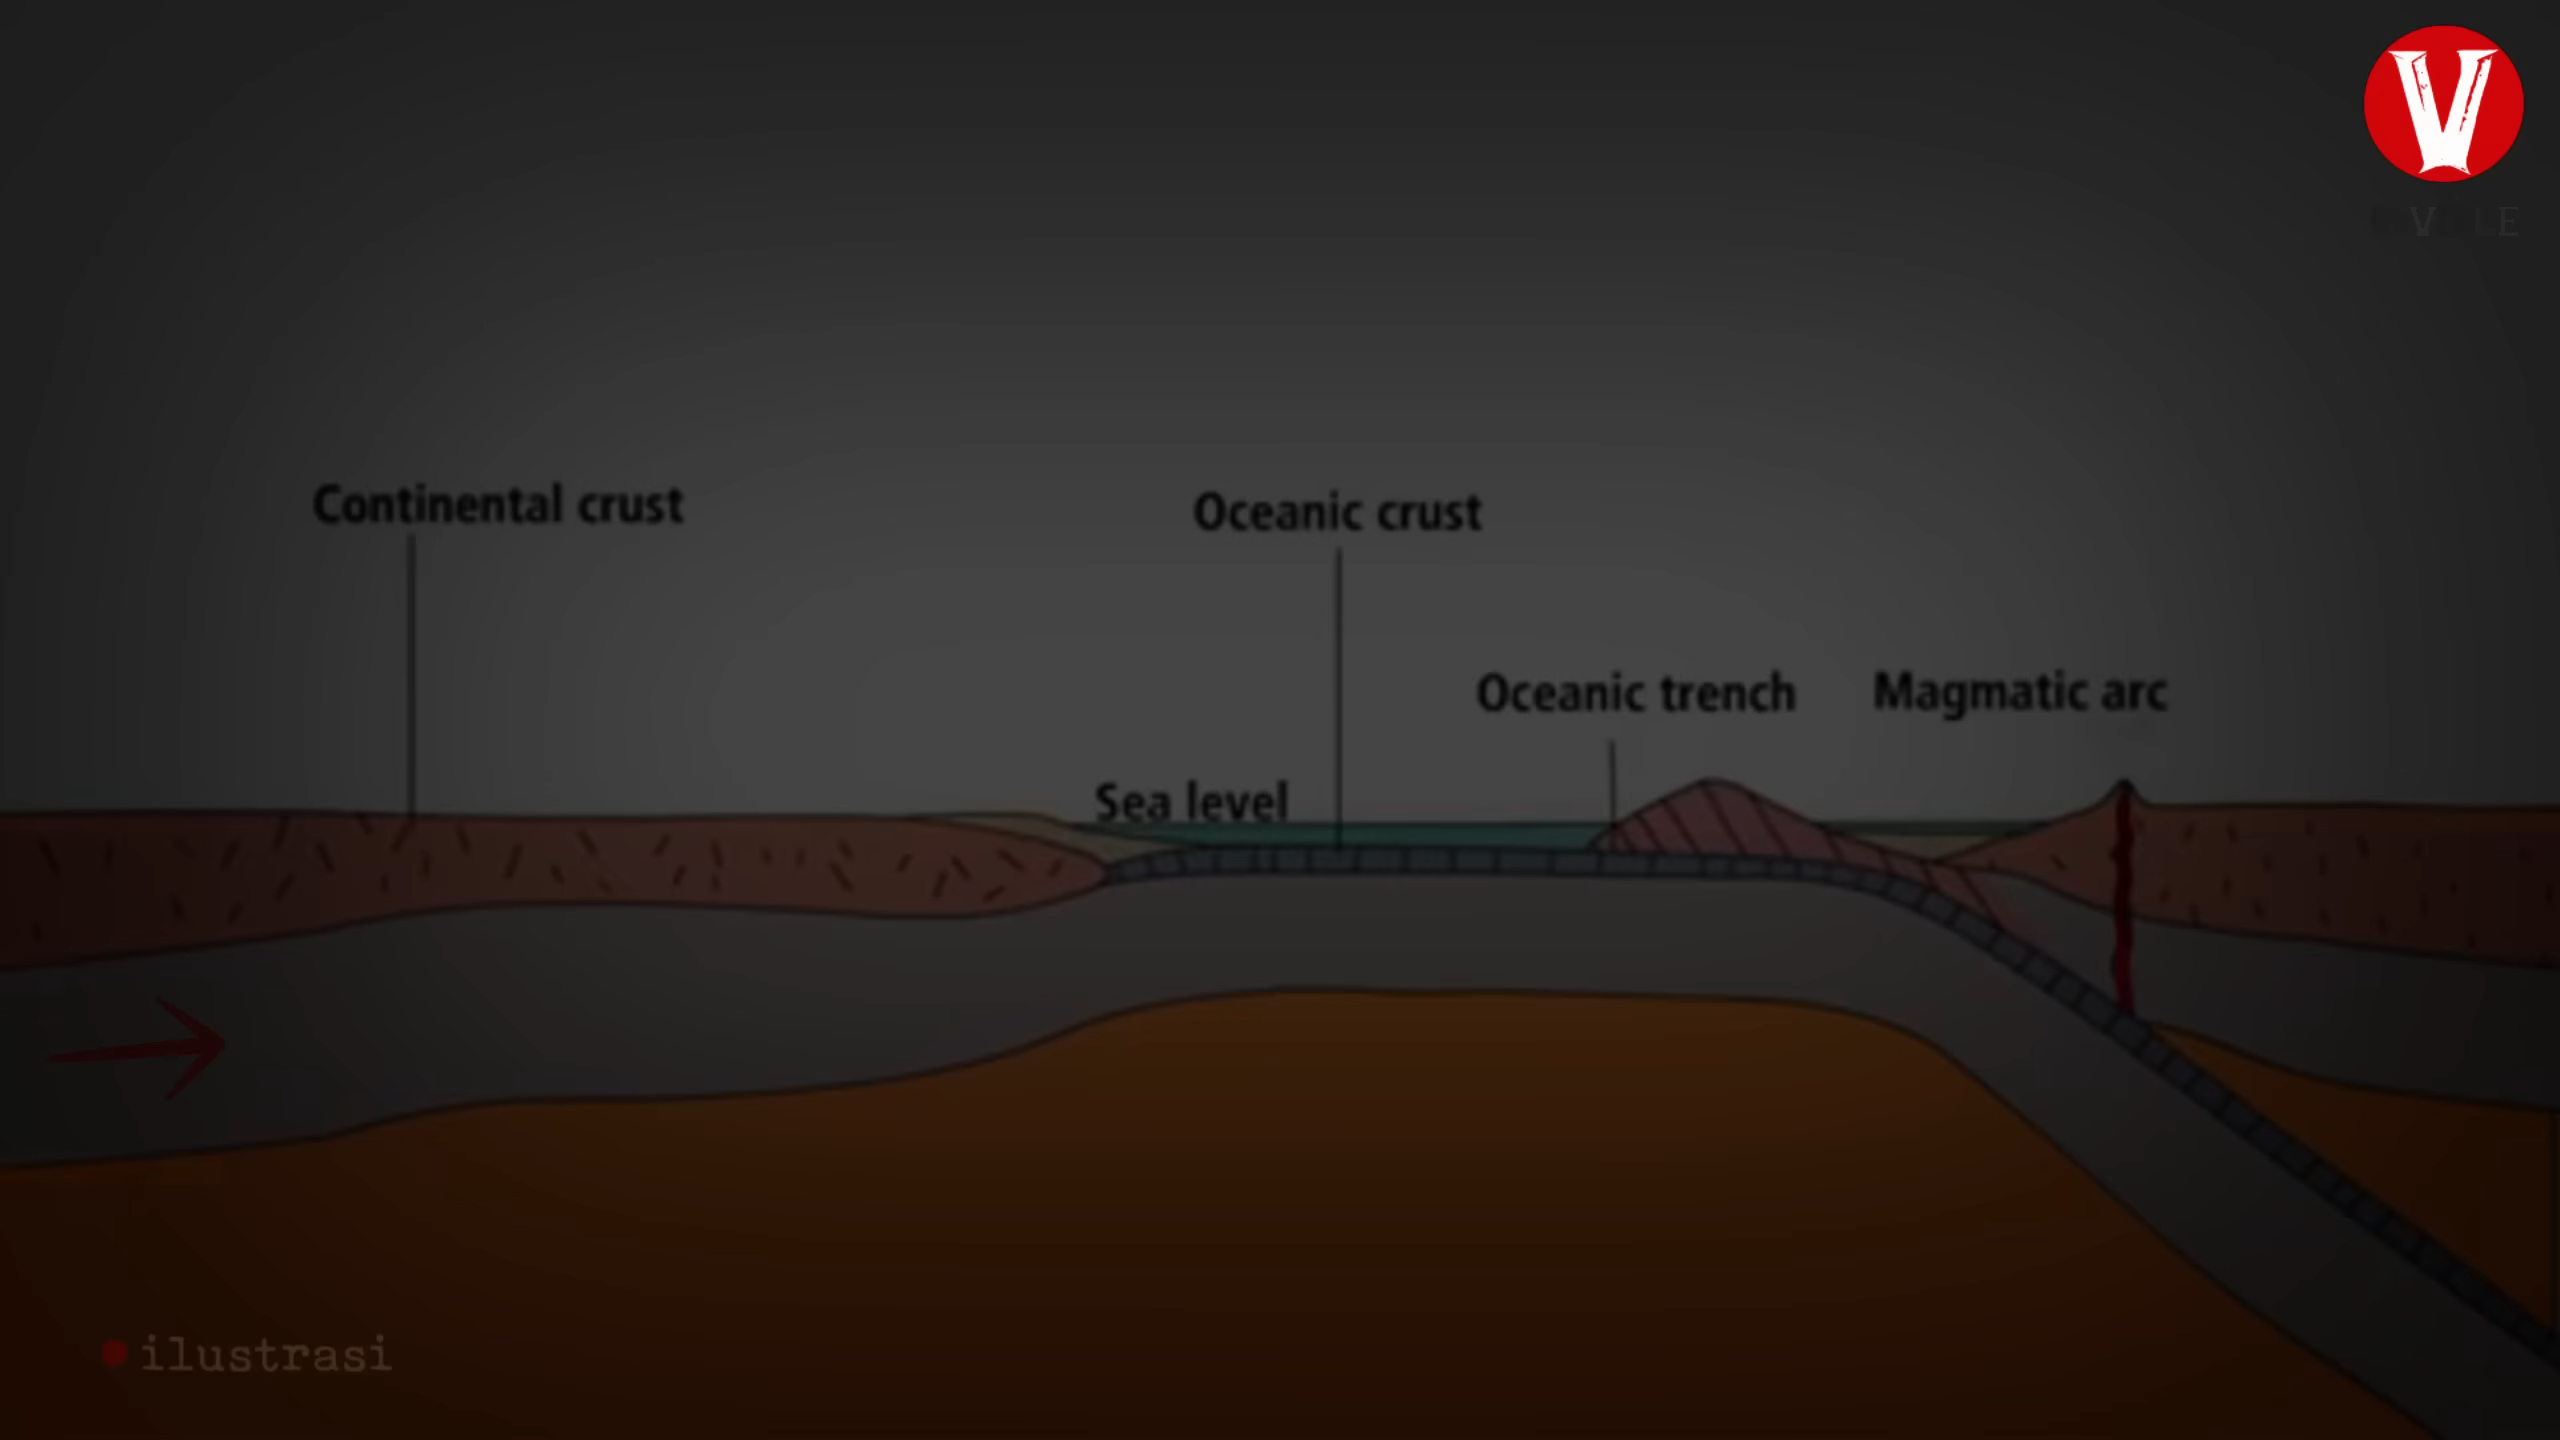 V
Continental crust
Oceanic crust
Oceanic trench
Magmatic arc
Sea level
ilustrasi